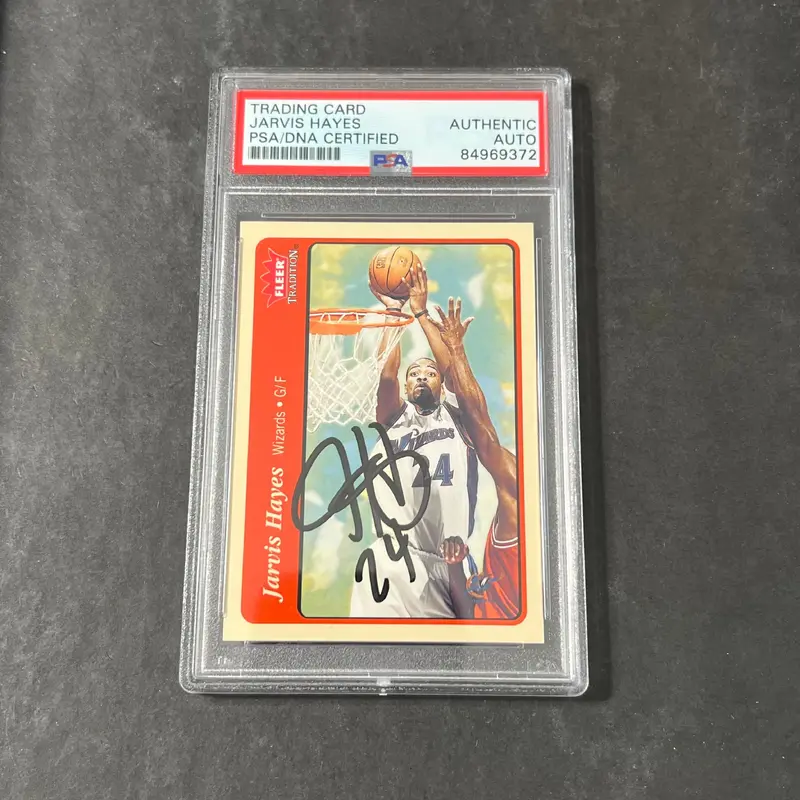 TRADING CARD
JARVIS HAYES
PSA/DNA CERTIFIED
AUTHENTIC
AUTO
84969372
PSA
FLEER
TRADITION
Jarvis Hayes Wizards • G/F
WIZARDS
24
24